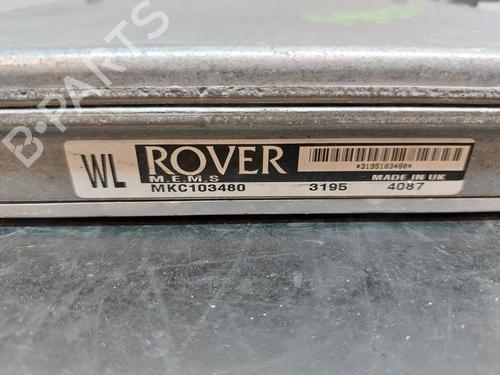 B-PARTS
WL ROVER *3195103480*
M.E.M.S MADE IN UK
MKC103480 3195 4087